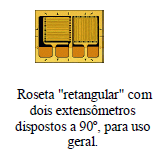 Roseta "retangular" com
dois extensômetros
dispostos a 90º, para uso
geral.